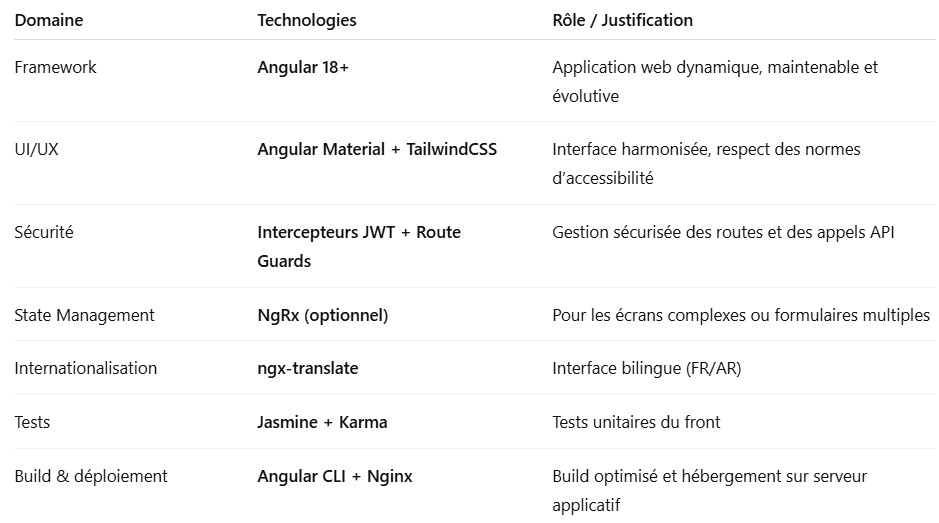 Domaine Technologies Rôle / Justification
Framework Angular 18+ Application web dynamique, maintenable et
évolutive
UI/UX Angular Material + TailwindCSS Interface harmonisée, respect des normes
d’accessibilité
Sécurité Intercepteurs JWT + Route Gestion sécurisée des routes et des appels API
Guards
State Management NgRx (optionnel) Pour les écrans complexes ou formulaires multiples
Internationalisation ngx-translate Interface bilingue (FR/AR)
Tests Jasmine + Karma Tests unitaires du front
Build & déploiement Angular CLI + Nginx Build optimisé et hébergement sur serveur
applicatif